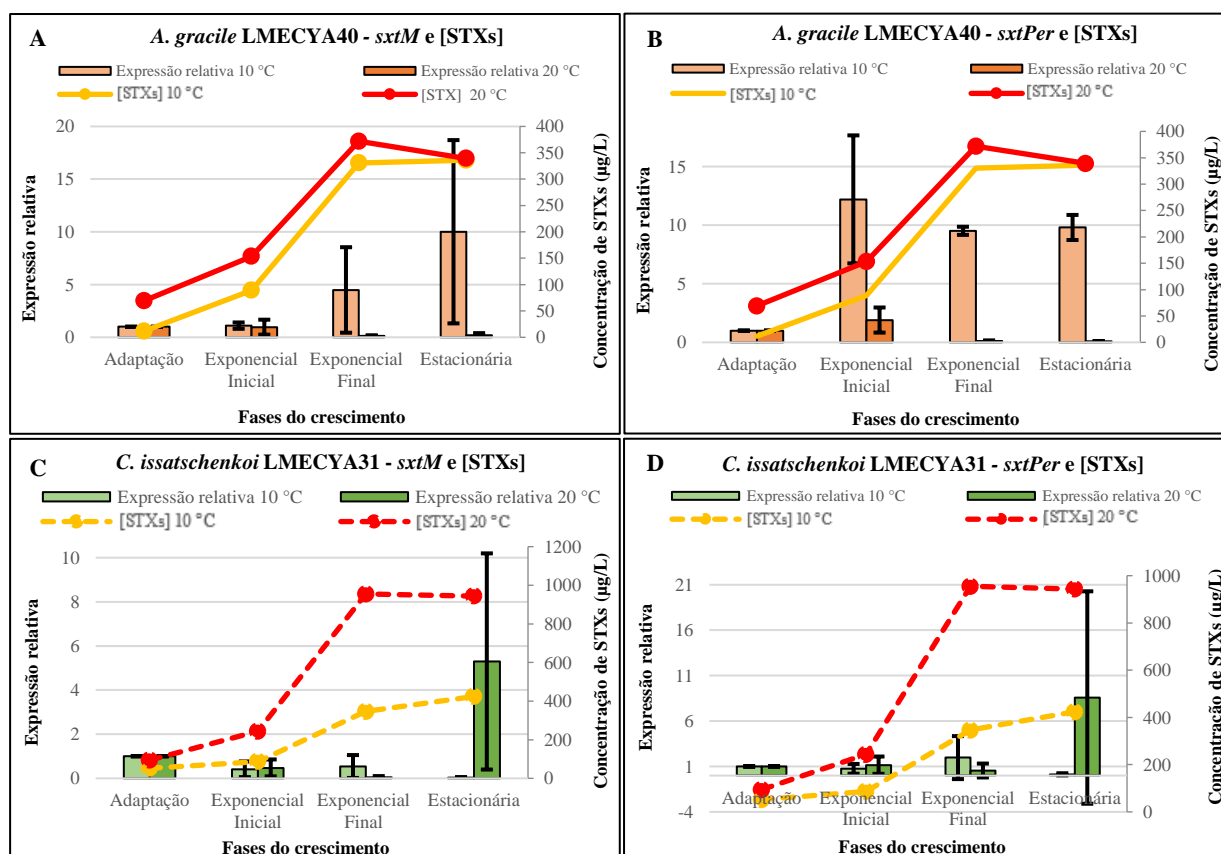 A
A. gracile LMECYA40 - sxtM e [STXs]
Expressão relativa 10 °C
Expressão relativa 20 °C
[STXs] 10 °C
[STX] 20 °C
Expressão relativa
20
15
10
5
0
400
350
300
250
200
150
100
50
0
Concentração de STXs (µg/L)
Adaptação
Exponencial
Inicial
Exponencial
Final
Estacionária
Fases do crescimento
B
A. gracile LMECYA40 - sxtPer e [STXs]
Expressão relativa 10 °C
Expressão relativa 20 °C
[STXs] 10 °C
[STXs] 20 °C
Expressão relativa
15
10
5
0
400
350
300
250
200
150
100
50
0
Concentração de STXs (µg/L)
Adaptação
Exponencial
Inicial
Exponencial
Final
Estacionária
Fases do crescimento
C
C. issatschenkoi LMECYA31 - sxtM e [STXs]
Expressão relativa 10 °C
Expressão relativa 20 °C
[STXs] 10 °C
[STXs] 20 °C
Expressão relativa
10
8
6
4
2
0
1200
1000
800
600
400
200
0
Concentração de STXs (µg/L)
Adaptação
Exponencial
Inicial
Exponencial
Final
Estacionária
Fases do crescimento
D
C. issatschenkoi LMECYA31 - sxtPer e [STXs]
Expressão relativa 10 °C
Expressão relativa 20 °C
[STXs] 10 °C
[STXs] 20 °C
Expressão relativa
21
16
11
6
1
-4
1000
800
600
400
200
0
Concentração de STXs (µg/L)
Adaptação
Exponencial
Inicial
Exponencial
Final
Estacionária
Fases do crescimento